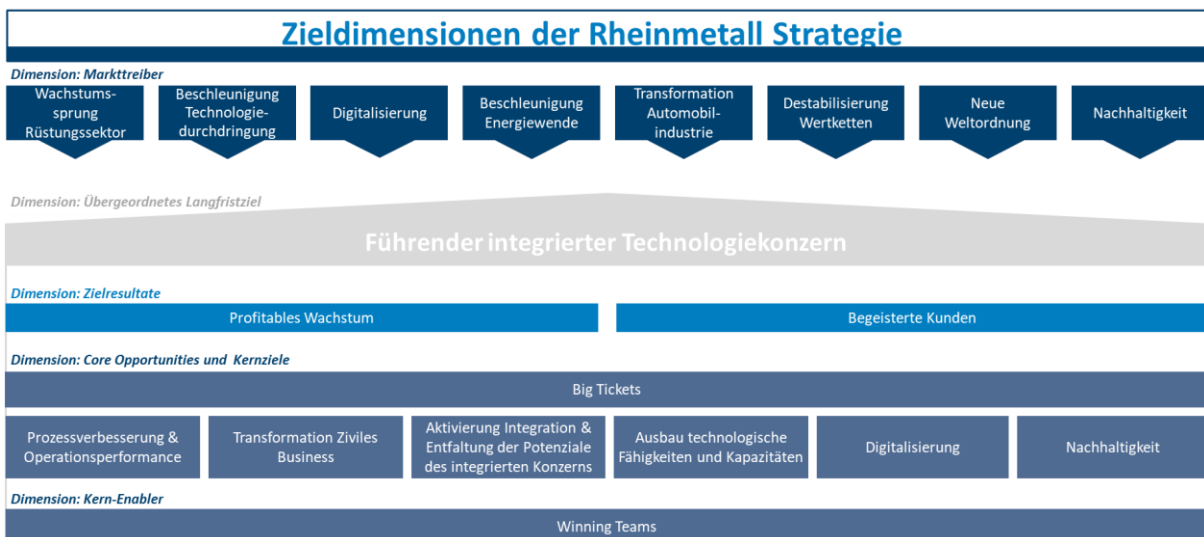 Zieldimensionen der Rheinmetall Strategie
Dimension: Markttreiber
Wachstums-
sprung
Rüstungssektor
Beschleunigung
Technologie-
durchdringung
Digitalisierung
Beschleunigung
Energiewende
Transformation
Automobil-
industrie
Destabilisierung
Wertketten
Neue
Weltordnung
Nachhaltigkeit
Dimension: Übergeordnetes Langfristziel
Führender integrierter Technologiekonzern
Dimension: Zielresultate
Profitables Wachstum
Begeisterte Kunden
Dimension: Core Opportunities und Kernziele
Big Tickets
Prozessverbesserung &
Operationsperformance
Transformation Ziviles
Business
Aktivierung Integration &
Entfaltung der Potenziale
des integrierten Konzerns
Ausbau technologische
Fähigkeiten und Kapazitäten
Digitalisierung
Nachhaltigkeit
Dimension: Kern-Enabler
Winning Teams